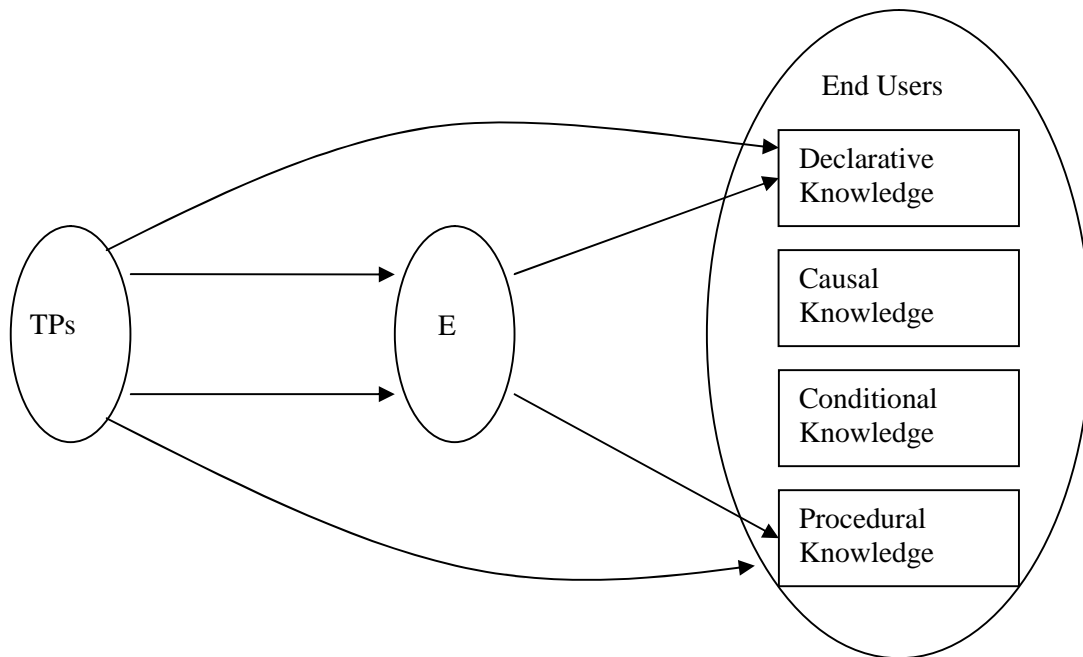 End Users
Declarative
Knowledge
TPs
E
Causal
Knowledge
Conditional
Knowledge
Procedural
Knowledge